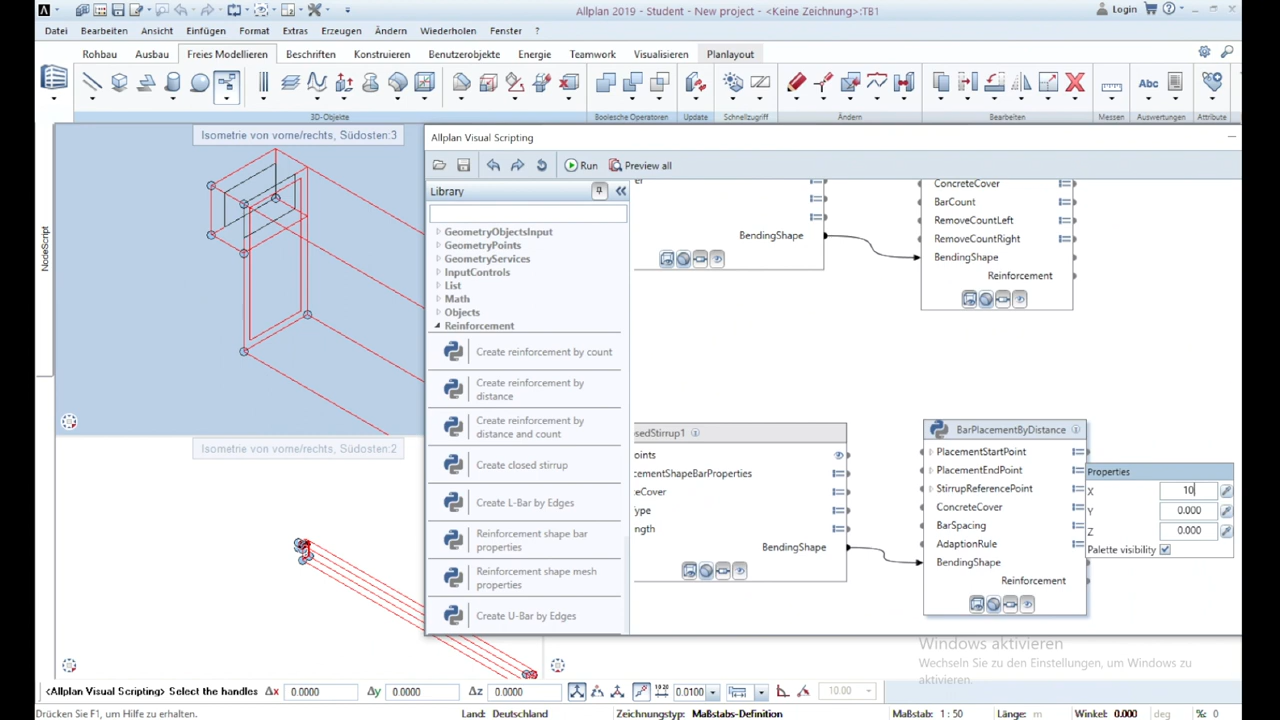 Allplan 2019 - Student - New project - <Keine Zeichnung>:TB1
Login
Datei Bearbeiten Ansicht Einfügen Format Extras Erzeugen Ändern Wiederholen Fenster ?
Rohbau Ausbau Freies Modellieren Beschriften Konstruieren Benutzerobjekte Energie Teamwork Visualisieren Planlayout
Abc
3D-Objekte Boolesche Operatoren Update Schnellzugriff Ändern Bearbeiten Messen Auswertungen Attribute
Isometrie von vorne/rechts, Südosten:3
Allplan Visual Scripting
Run Preview all
Library
NodeScript
GeometryObjectsInput
GeometryPoints
GeometryServices
InputControls
List
Math
Objects
Reinforcement
Create reinforcement by count
Create reinforcement by
distance
Create reinforcement by
distance and count
Create closed stirrup
Create L-Bar by Edges
Reinforcement shape bar
properties
Reinforcement shape mesh
properties
Create U-Bar by Edges
er
BendingShape
ConcreteCover
BarCount
RemoveCountLeft
RemoveCountRight
BendingShape
Reinforcement
osedStirrup1
oints
cementShapeBarProperties
eCover
ype
ngth
BendingShape
BarPlacementByDistance
PlacementStartPoint
PlacementEndPoint
StirrupReferencePoint
ConcreteCover
BarSpacing
AdaptionRule
BendingShape
Reinforcement
Properties
X 10
Y 0.000
Z 0.000
Palette visibility
Isometrie von vorne/rechts, Südosten:2
Windows aktivieren
Wechseln Sie zu den Einstellungen, um Windows zu
aktivieren.
<Allplan Visual Scripting> Select the handles Δx 0.0000 Δy 0.0000 Δz 0.0000 0.0100 10.00
Drücken Sie F1, um Hilfe zu erhalten. Land: Deutschland Zeichnungstyp: Maßstabs-Definition Maßstab: 1 : 50 Länge: m Winkel: 0.000 %: 0